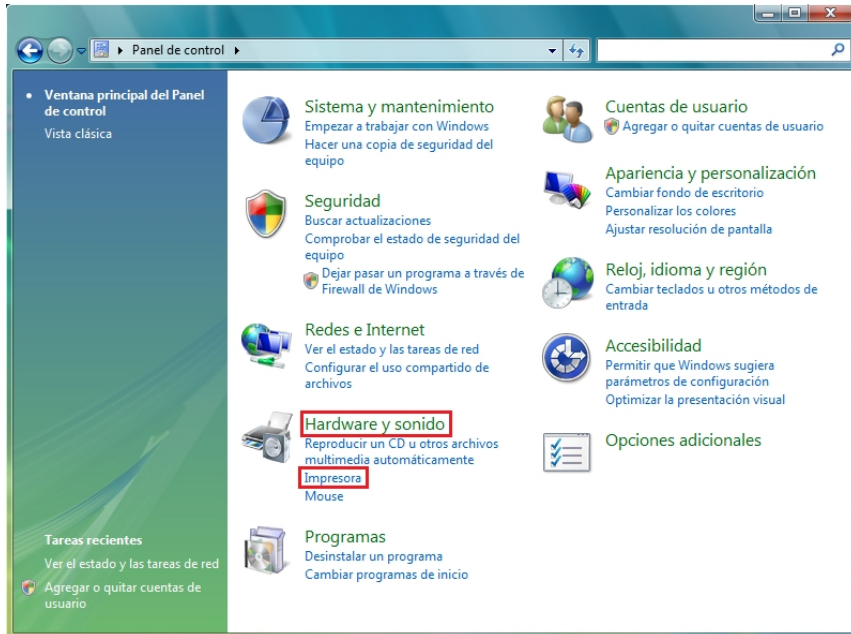 Panel de control
Ventana principal del Panel
de control
Vista clásica
Sistema y mantenimiento
Empezar a trabajar con Windows
Hacer una copia de seguridad del
equipo
Seguridad
Buscar actualizaciones
Comprobar el estado de seguridad del
equipo
Dejar pasar un programa a través de
Firewall de Windows
Redes e Internet
Ver el estado y las tareas de red
Configurar el uso compartido de
archivos
Hardware y sonido
Reproducir un CD u otros archivos
multimedia automáticamente
Impresora
Mouse
Programas
Desinstalar un programa
Cambiar programas de inicio
Cuentas de usuario
Agregar o quitar cuentas de usuario
Apariencia y personalización
Cambiar fondo de escritorio
Personalizar los colores
Ajustar resolución de pantalla
Reloj, idioma y región
Cambiar teclados u otros métodos de
entrada
Accesibilidad
Permitir que Windows sugiera
parámetros de configuración
Optimizar la presentación visual
Opciones adicionales
Tareas recientes
Ver el estado y las tareas de red
Agregar o quitar cuentas de
usuario